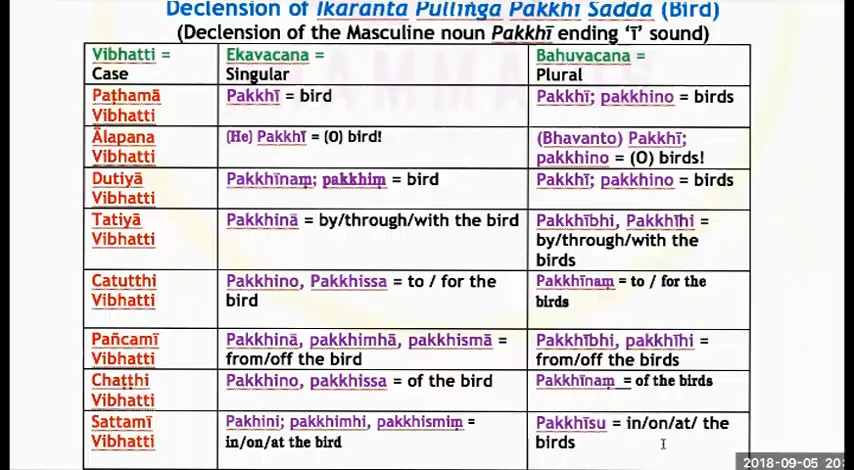 Declension of Ikaranta Pulliṅga Pakkhī Sadda (Bird)
(Declension of the Masculine noun Pakkhī ending ‘ī’ sound)
Vibhatti = Ekavacana = Bahuvacana =
Case Singular Plural
Paṭhamā Pakkhī = bird Pakkhī; pakkhino = birds
Vibhatti
Ālapana (He) Pakkhī = (O) bird! (Bhavanto) Pakkhī;
Vibhatti pakkhino = (O) birds!
Dutiyā Pakkhīnaṃ; pakkhiṃ = bird Pakkhī; pakkhino = birds
Vibhatti
Tatiyā Pakkhinā = by/through/with the bird Pakkhībhi, Pakkhīhi =
Vibhatti by/through/with the
birds
Catutthi Pakkhino, Pakkhissa = to / for the Pakkhīnaṃ = to / for the
Vibhatti bird birds
Pañcamī Pakkhinā, pakkhimhā, pakkhismā = Pakkhībhi, pakkhīhi =
Vibhatti from/off the bird from/off the birds
Chaṭṭhi Pakkhino, pakkhissa = of the bird Pakkhīnaṃ = of the birds
Vibhatti
Sattamī Pakhini; pakkhimhi, pakkhismiṃ = Pakkhīsu = in/on/at/ the
Vibhatti in/on/at the bird birds
2018-09-05 20: